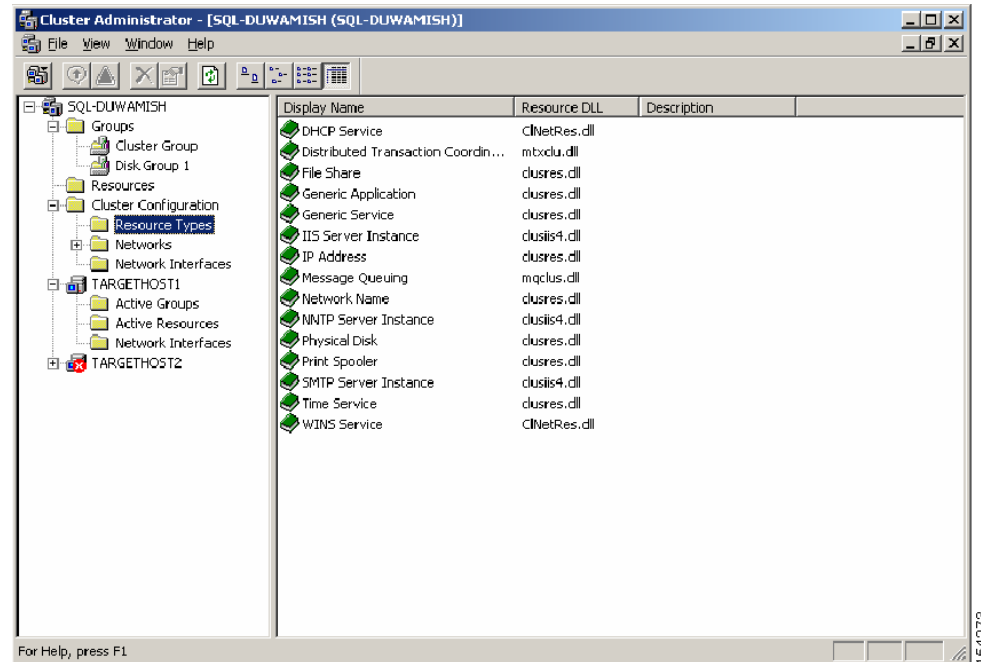 Cluster Administrator - [SQL-DUWAMISH (SQL-DUWAMISH)]
File View Window Help
SQL-DUWAMISH
Groups
Cluster Group
Disk Group 1
Resources
Cluster Configuration
Resource Types
Networks
Network Interfaces
TARGETHOST1
Active Groups
Active Resources
Network Interfaces
TARGETHOST2
Display Name Resource DLL Description
DHCP Service ClNetRes.dll
Distributed Transaction Coordin... mtxclu.dll
File Share clusres.dll
Generic Application clusres.dll
Generic Service clusres.dll
IIS Server Instance clusiis4.dll
IP Address clusres.dll
Message Queuing mqclus.dll
Network Name clusres.dll
NNTP Server Instance clusiis4.dll
Physical Disk clusres.dll
Print Spooler clusres.dll
SMTP Server Instance clusiis4.dll
Time Service clusres.dll
WINS Service ClNetRes.dll
For Help, press F1